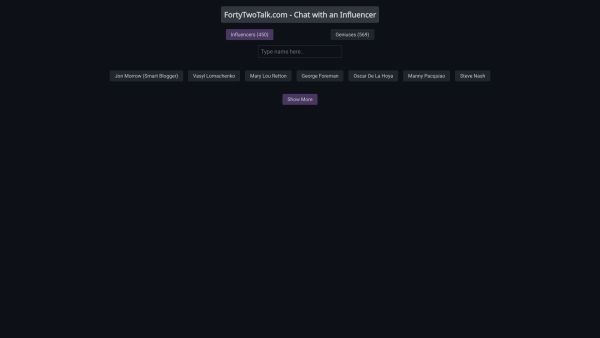 FortyTwoTalk.com - Chat with an Influencer
Influencers (450) Geniuses (569)
Type name here..
Jon Morrow (Smart Blogger) Vasyl Lomachenko Mary Lou Retton George Foreman Oscar De La Hoya Manny Pacquiao Steve Nash
Show More